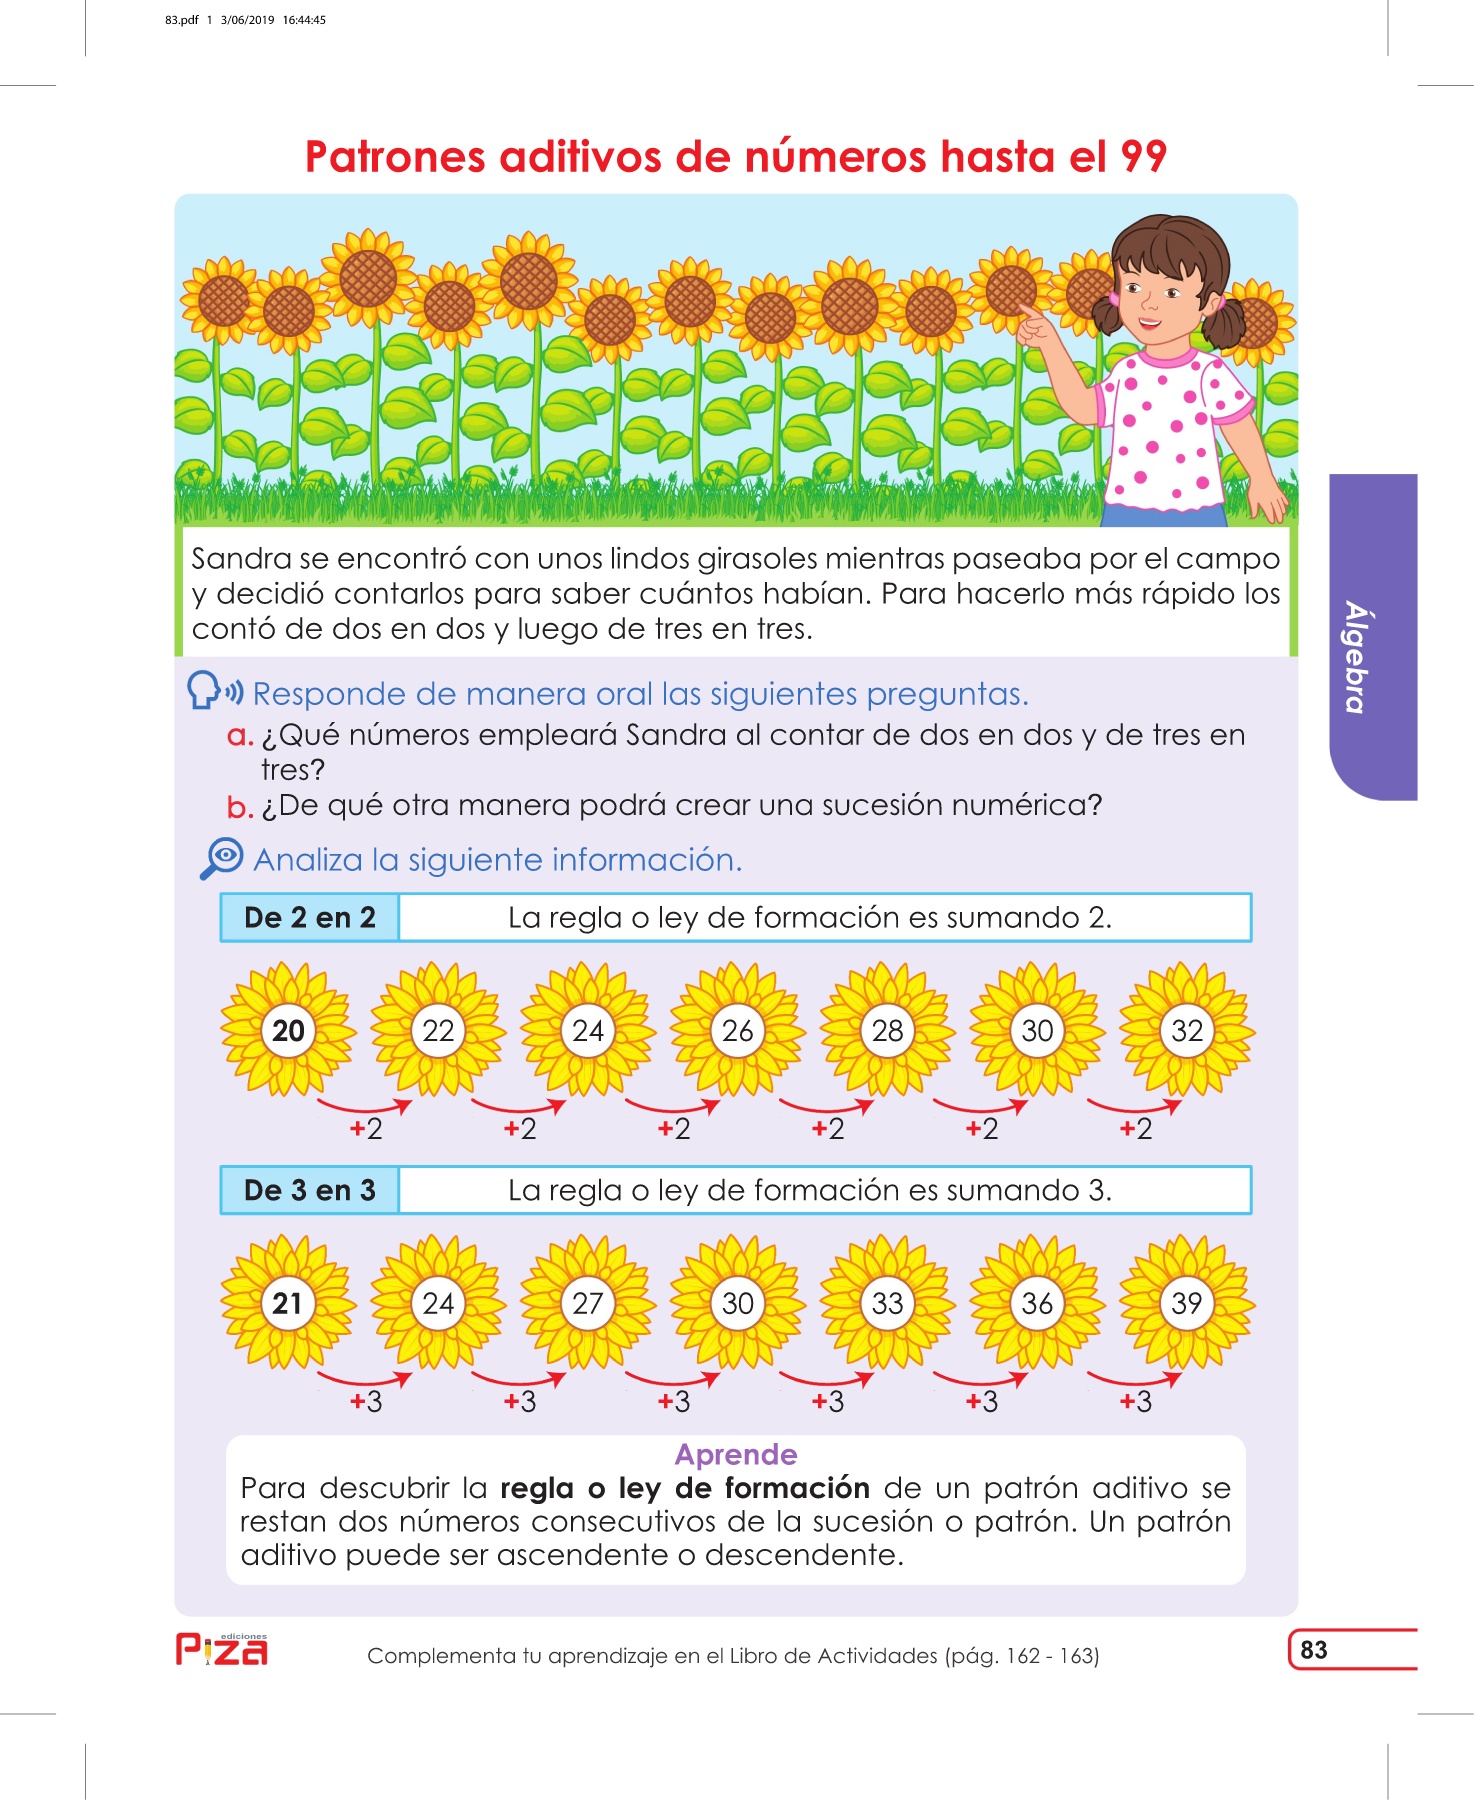 83.pdf 1 3/06/2019 16:44:45
Patrones aditivos de números hasta el 99
Sandra se encontró con unos lindos girasoles mientras paseaba por el campo
y decidió contarlos para saber cuántos habían. Para hacerlo más rápido los
contó de dos en dos y luego de tres en tres.
Álgebra
Responde de manera oral las siguientes preguntas.
a. ¿Qué números empleará Sandra al contar de dos en dos y de tres en
tres?
b. ¿De qué otra manera podrá crear una sucesión numérica?
Analiza la siguiente información.
De 2 en 2 La regla o ley de formación es sumando 2.
20 22 24 26 28 30 32
+2 +2 +2 +2 +2 +2
De 3 en 3 La regla o ley de formación es sumando 3.
21 24 27 30 33 36 39
+3 +3 +3 +3 +3 +3
Aprende
Para descubrir la regla o ley de formación de un patrón aditivo se
restan dos números consecutivos de la sucesión o patrón. Un patrón
aditivo puede ser ascendente o descendente.
ediciones
Piza
Complementa tu aprendizaje en el Libro de Actividades (pág. 162 - 163)
83